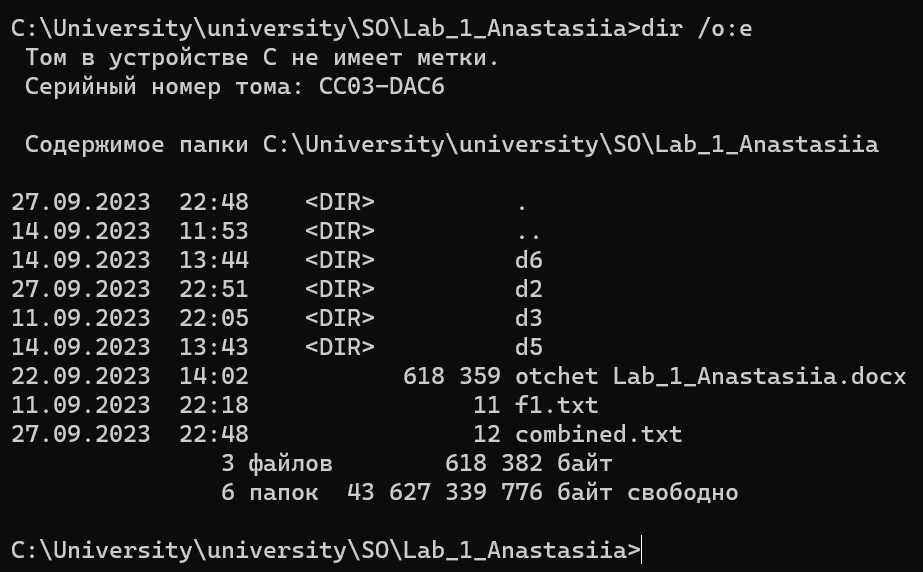 C:\University\university\SO\Lab_1_Anastasiia>dir /o:e
Том в устройстве C не имеет метки.
Серийный номер тома: CC03-DAC6
Содержимое папки C:\University\university\SO\Lab_1_Anastasiia
27.09.2023  22:48    <DIR>          .
14.09.2023  11:53    <DIR>          ..
14.09.2023  13:44    <DIR>          d6
27.09.2023  22:51    <DIR>          d2
11.09.2023  22:05    <DIR>          d3
14.09.2023  13:43    <DIR>          d5
22.09.2023  14:02           618 359 otchet Lab_1_Anastasiia.docx
11.09.2023  22:18                11 f1.txt
27.09.2023  22:48                12 combined.txt
3 файлов        618 382 байт
6 папок  43 627 339 776 байт свободно
C:\University\university\SO\Lab_1_Anastasiia>